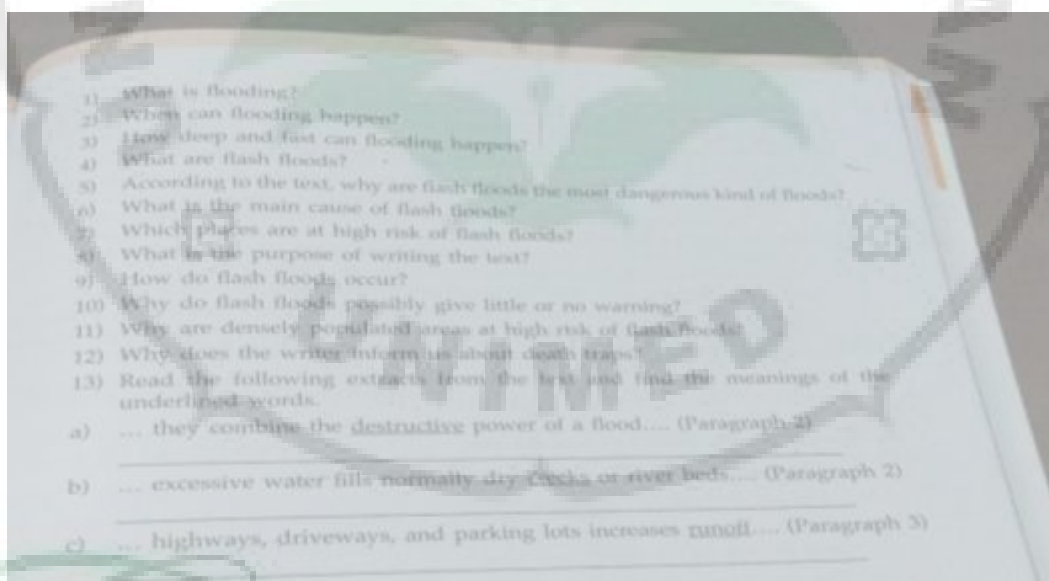 1) What is flooding?
2) When can flooding happen?
3) How deep and fast can flooding happen?
4) What are flash floods?
5) According to the text, why are flash floods the most dangerous kind of floods?
6) What is the main cause of flash floods?
7) Which places are at high risk of flash floods?
8) What is the purpose of writing the text?
9) How do flash floods occur?
10) Why do flash floods possibly give little or no warning?
11) Why are densely populated areas at high risk of flash floods?
12) Why does the writer inform us about death traps?
13) Read the following extracts from the text and find the meanings of the
underlined words.
a) ... they combine the destructive power of a flood.... (Paragraph 2)
b) ... excessive water fills normally dry creeks or river beds.... (Paragraph 2)
c) ... highways, driveways, and parking lots increases runoff.... (Paragraph 3)
UNIMED